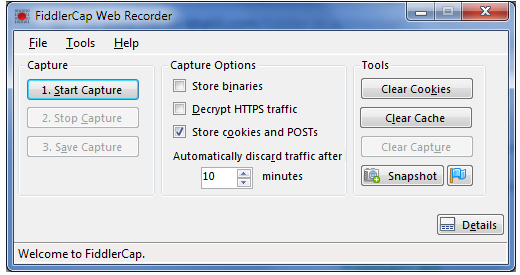 FiddlerCap Web Recorder
File Tools Help
Capture
1. Start Capture
2. Stop Capture
3. Save Capture
Capture Options
Store binaries
Decrypt HTTPS traffic
Store cookies and POSTs
Automatically discard traffic after
10 minutes
Tools
Clear Cookies
Clear Cache
Clear Capture
Snapshot
Details
Welcome to FiddlerCap.